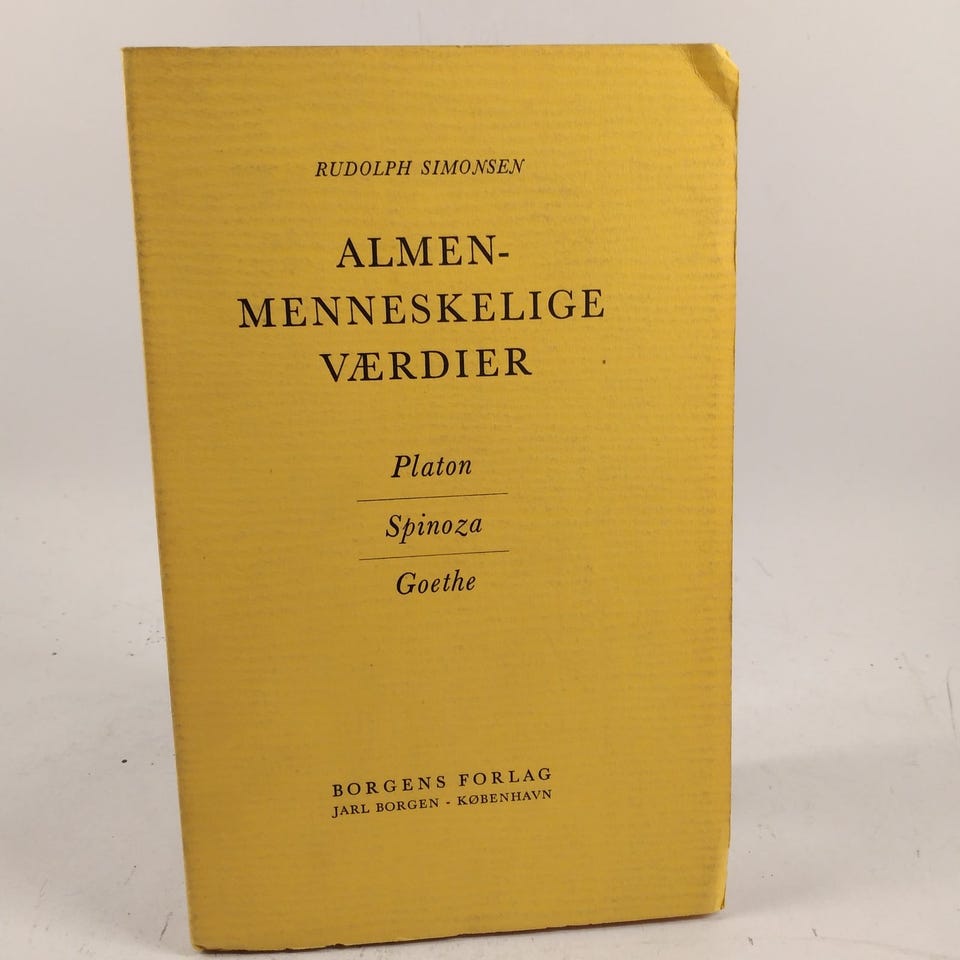 RUDOLPH SIMONSEN
ALMEN-
MENNESKELIGE
VÆRDIER
Platon
Spinoza
Goethe
BORGENS FORLAG
JARL BORGEN - KØBENHAVN